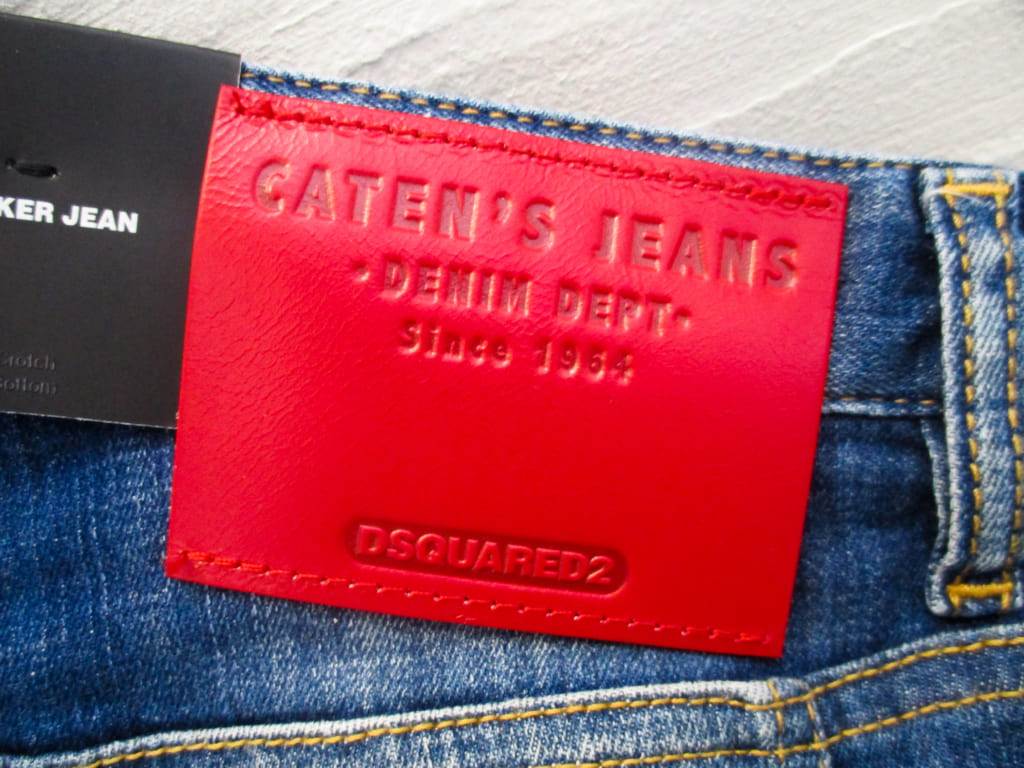 KER JEAN
CATEN'S JEANS
•DENIM DEPT•
Since 1964
DSQUARED2